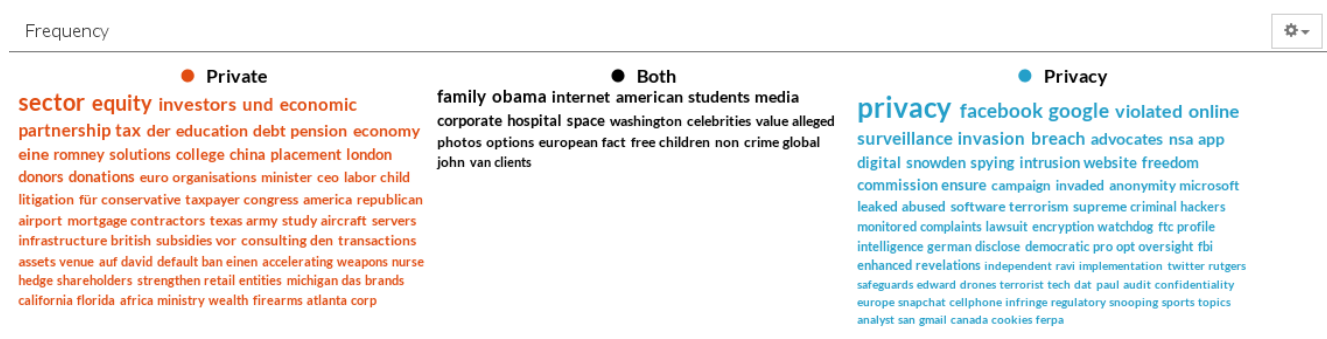 Frequency
Private
sector equity investors und economic
partnership tax der education debt pension economy
eine romney solutions college china placement london
donors donations euro organisations minister ceo labor child
litigation für conservative taxpayer congress america republican
airport mortgage contractors texas army study aircraft servers
infrastructure british subsidies vor consulting den transactions
assets venue auf david default ban einen accelerating weapons nurse
hedge shareholders strengthen retail entities michigan das brands
california florida africa ministry wealth firearms atlanta corp
Both
family obama internet american students media
corporate hospital space washington celebrities value alleged
photos options european fact free children non crime global
john van clients
Privacy
privacy facebook google violated online
surveillance invasion breach advocates nsa app
digital snowden spying intrusion website freedom
commission ensure campaign invaded anonymity microsoft
leaked abused software terrorism supreme criminal hackers
monitored complaints lawsuit encryption watchdog ftc profile
intelligence german disclose democratic pro opt oversight fbi
enhanced revelations independent ravi implementation twitter rutgers
safeguards edward drones terrorist tech dat paul audit confidentiality
europe snapchat cellphone infringe regulatory snooping sports topics
analyst san gmail canada cookies ferpa